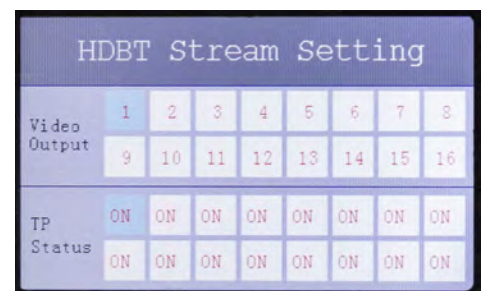 HDBT Stream Setting
Video Output
1 2 3 4 5 6 7 8
9 10 11 12 13 14 15 16
TP Status
ON ON ON ON ON ON ON ON
ON ON ON ON ON ON ON ON